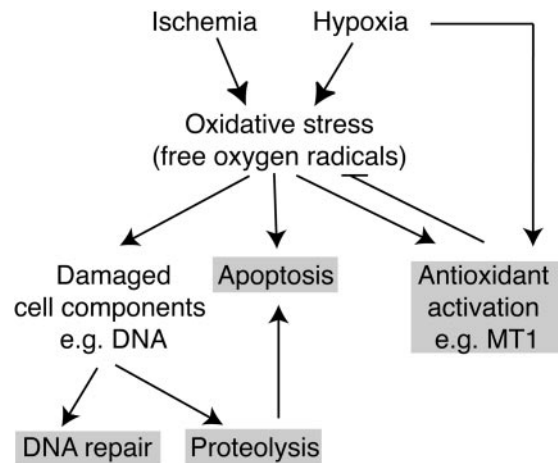 Ischemia Hypoxia
Oxidative stress
(free oxygen radicals)
Damaged
cell components
e.g. DNA
Apoptosis
Antioxidant
activation
e.g. MT1
DNA repair Proteolysis